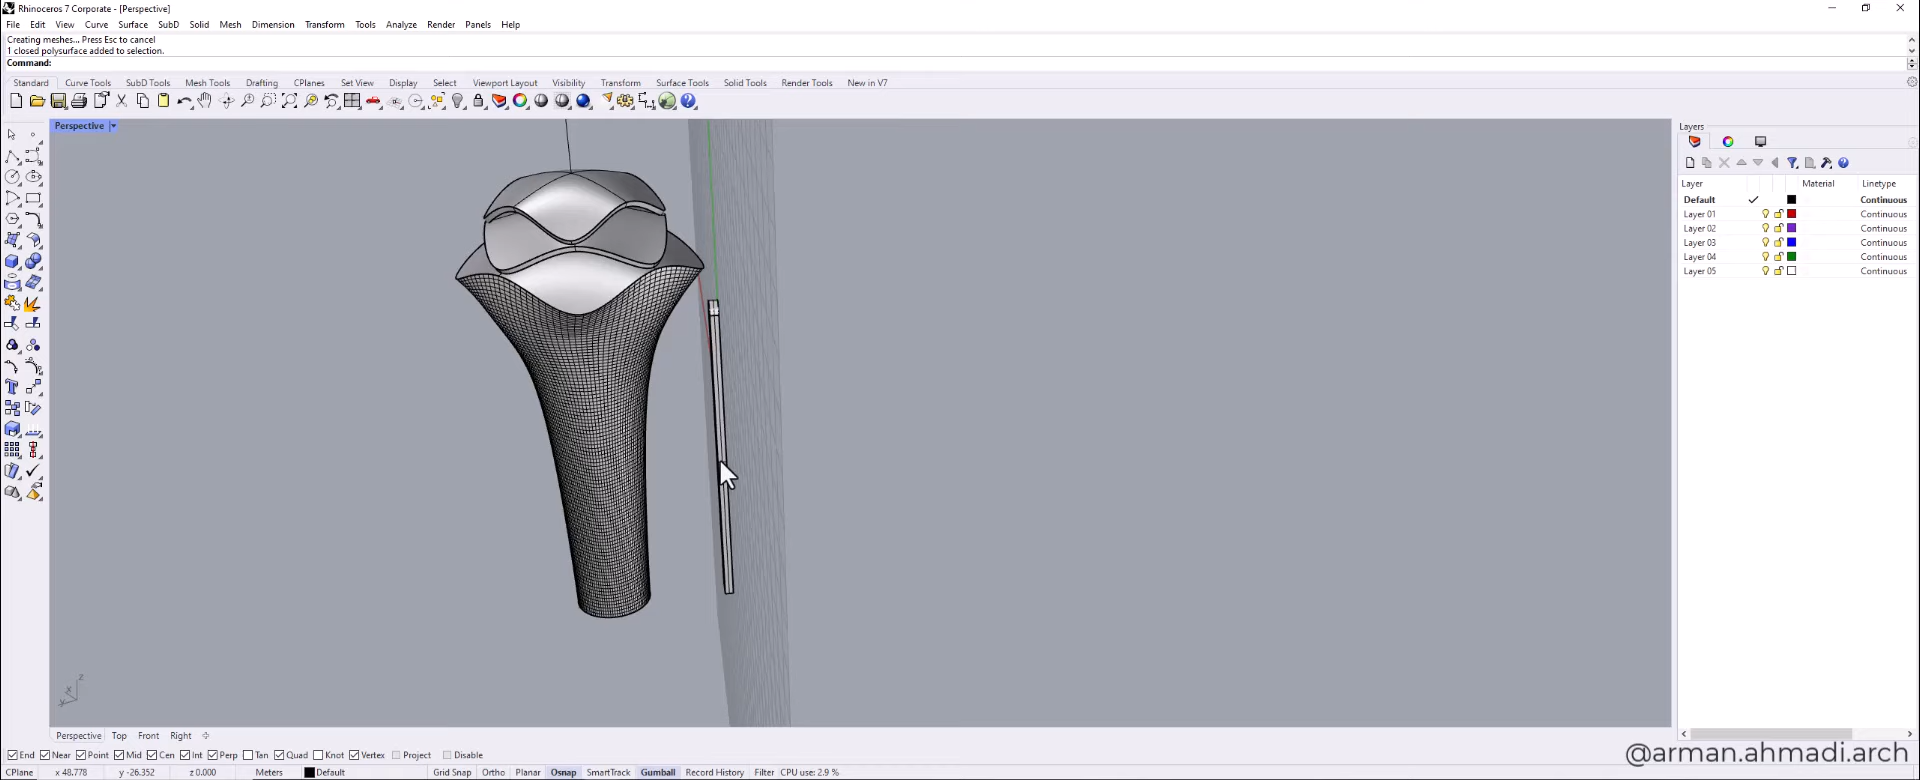 Rhinoceros 7 Corporate - [Perspective]
File Edit View Curve Surface SubD Solid Mesh Dimension Transform Tools Analyze Render Panels Help
Creating meshes... Press Esc to cancel
1 closed polysurface added to selection.
Command:
Standard Curve Tools SubD Tools Mesh Tools Drafting CPlanes Set View Display Select Viewport Layout Visibility Transform Surface Tools Solid Tools Render Tools New in V7
Perspective
Layers
Layer Material Linetype
Default Continuous
Layer 01 Continuous
Layer 02 Continuous
Layer 03 Continuous
Layer 04 Continuous
Layer 05 Continuous
z
x
y
Perspective Top Front Right
End Near Point Mid Cen Int Perp Tan Quad Knot Vertex Project Disable
@arman.ahmadi.arch
CPlane x 48.778 y -26.352 z 0.000 Meters Default Grid Snap Ortho Planar Osnap SmartTrack Gumball Record History Filter CPU use: 2.9 %